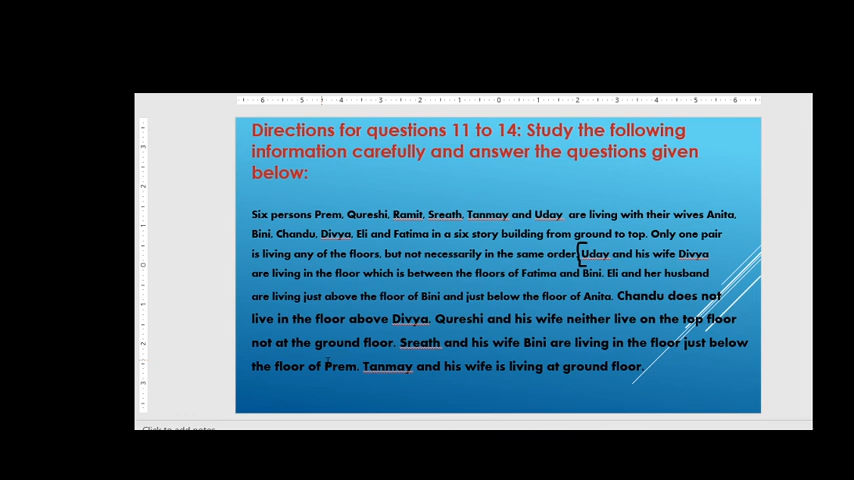 Directions for questions 11 to 14: Study the following
information carefully and answer the questions given
below:
Six persons Prem, Qureshi, Ramit, Sreath, Tanmay and Uday are living with their wives Anita,
Bini, Chandu, Divya, Eli and Fatima in a six story building from ground to top. Only one pair
is living any of the floors, but not necessarily in the same order. Uday and his wife Divya
are living in the floor which is between the floors of Fatima and Bini. Eli and her husband
are living just above the floor of Bini and just below the floor of Anita. Chandu does not
live in the floor above Divya. Qureshi and his wife neither live on the top floor
not at the ground floor. Sreath and his wife Bini are living in the floor just below
the floor of Prem. Tanmay and his wife is living at ground floor.
Click to add notes